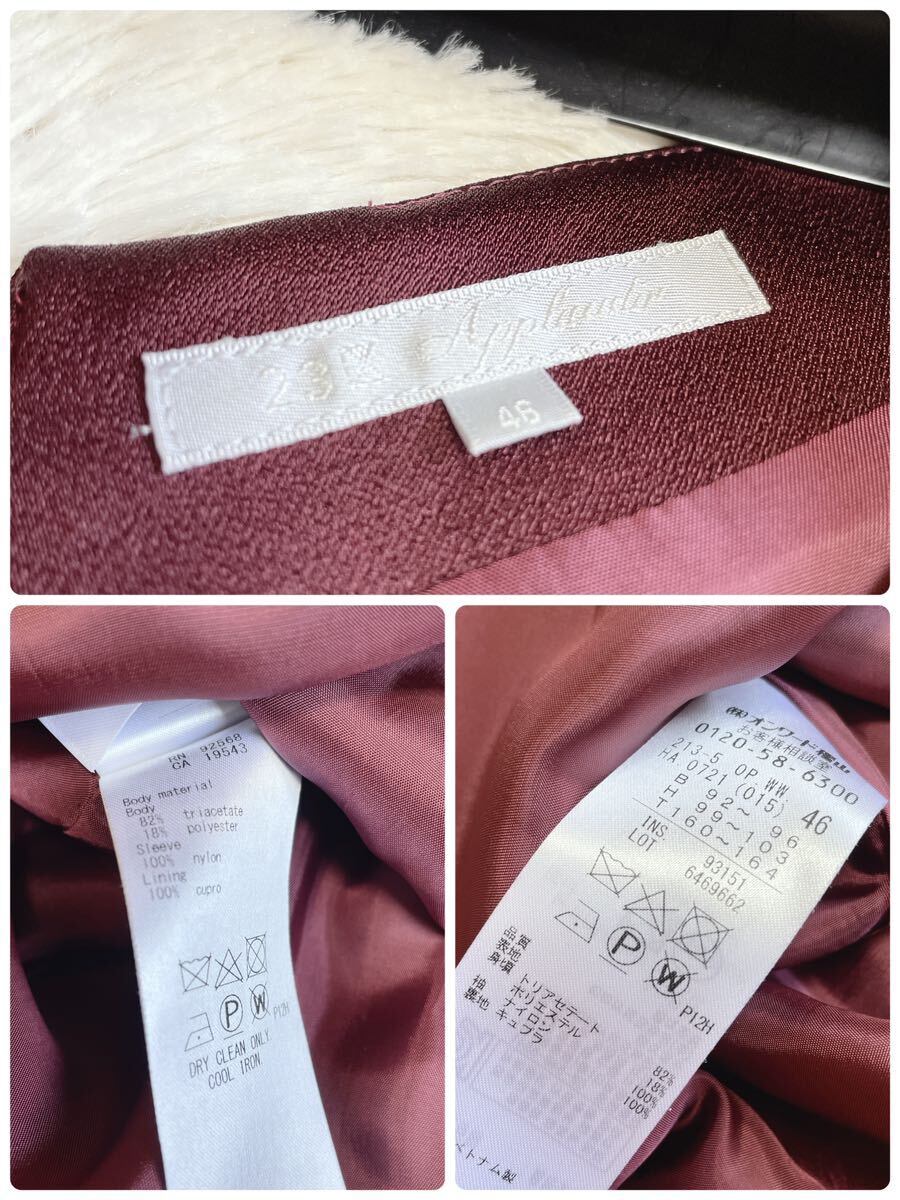 23区 Applaudir
46
RN 92568
CA 19543
Body material
Body
82% triacetate
18% polyester
Sleeve
100% nylon
Lining
100% cupro
P W
P12H
DRY CLEAN ONLY
COOL IRON
㈱オンワード樫山
お客様相談室
0120-58-6300
213-5 OP WW.
HA 0721 (015) 46
B 92~ 96
H 99~103
T 160~164
INS. 93151
LOT 6469662
P W
P12H
品質
表地
身頃 トリアセテート 82%
ポリエステル 18%
袖 ナイロン 100%
裏地 キュプラ 100%
ベトナム製